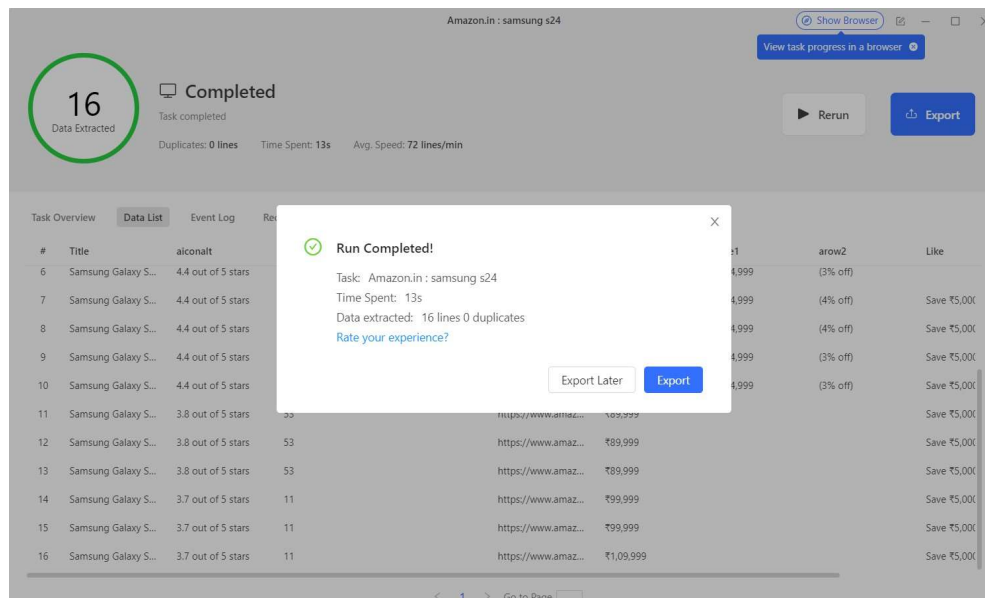 Amazon.in : samsung s24
Show Browser
View task progress in a browser
16
Data Extracted
Completed
Task completed
Duplicates: 0 lines Time Spent: 13s Avg. Speed: 72 lines/min
Rerun
Export
Task Overview Data List Event Log
# Title aiconalt arow2 Like
6 Samsung Galaxy S... 4.4 out of 5 stars 4,999 (3% off)
7 Samsung Galaxy S... 4.4 out of 5 stars 4,999 (4% off) Save ₹5,00
8 Samsung Galaxy S... 4.4 out of 5 stars 4,999 (4% off) Save ₹5,00
9 Samsung Galaxy S... 4.4 out of 5 stars 4,999 (3% off) Save ₹5,00
10 Samsung Galaxy S... 4.4 out of 5 stars 4,999 (3% off) Save ₹5,00
Run Completed!
Task: Amazon.in : samsung s24
Time Spent: 13s
Data extracted: 16 lines 0 duplicates
Rate your experience?
Export Later Export
11 Samsung Galaxy S... 3.8 out of 5 stars 53 https://www.amaz... ₹89,999 Save ₹5,00
12 Samsung Galaxy S... 3.8 out of 5 stars 53 https://www.amaz... ₹89,999 Save ₹5,00
13 Samsung Galaxy S... 3.8 out of 5 stars 53 https://www.amaz... ₹89,999 Save ₹5,00
14 Samsung Galaxy S... 3.7 out of 5 stars 11 https://www.amaz... ₹99,999 Save ₹5,00
15 Samsung Galaxy S... 3.7 out of 5 stars 11 https://www.amaz... ₹99,999 Save ₹5,00
16 Samsung Galaxy S... 3.7 out of 5 stars 11 https://www.amaz... ₹1,09,999 Save ₹5,00
1 Go to Page